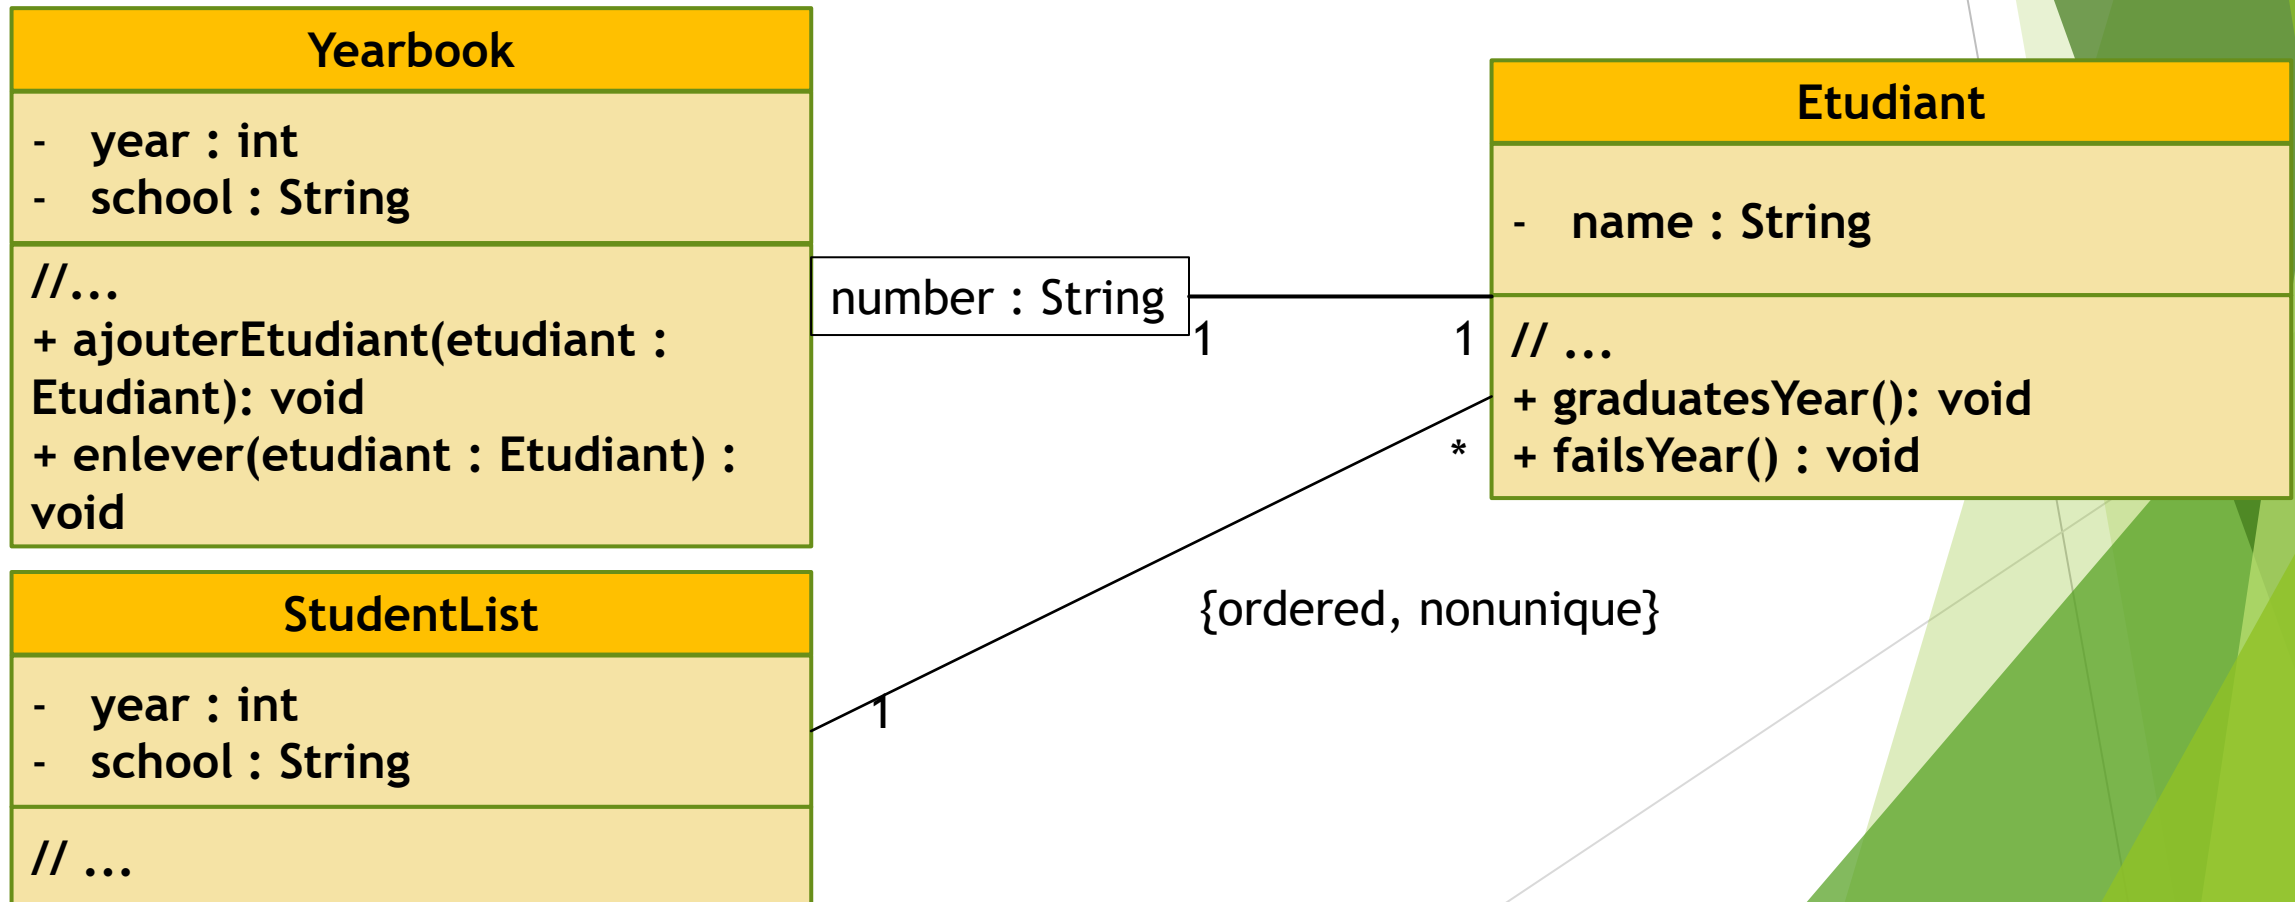 Yearbook
- year : int
- school : String
//...
+ ajouterEtudiant(etudiant :
Etudiant): void
+ enlever(etudiant : Etudiant) :
void
number : String
1
1
Etudiant
- name : String
// ...
+ graduatesYear(): void
+ failsYear() : void
*
{ordered, nonunique}
1
StudentList
- year : int
- school : String
// ...